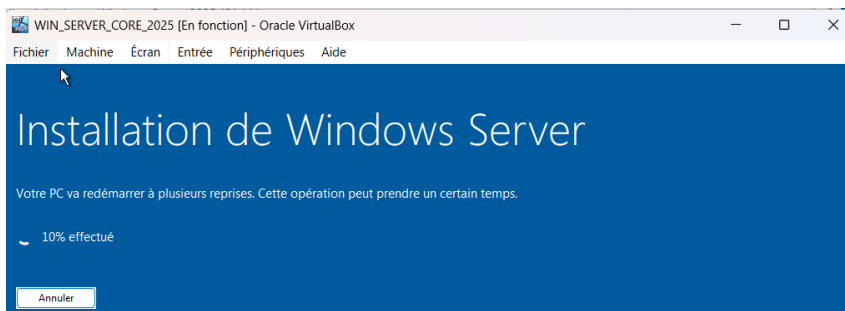 WIN_SERVER_CORE_2025 [En fonction] - Oracle VirtualBox
Fichier Machine Écran Entrée Périphériques Aide
Installation de Windows Server
Votre PC va redémarrer à plusieurs reprises. Cette opération peut prendre un certain temps.
10% effectué
Annuler